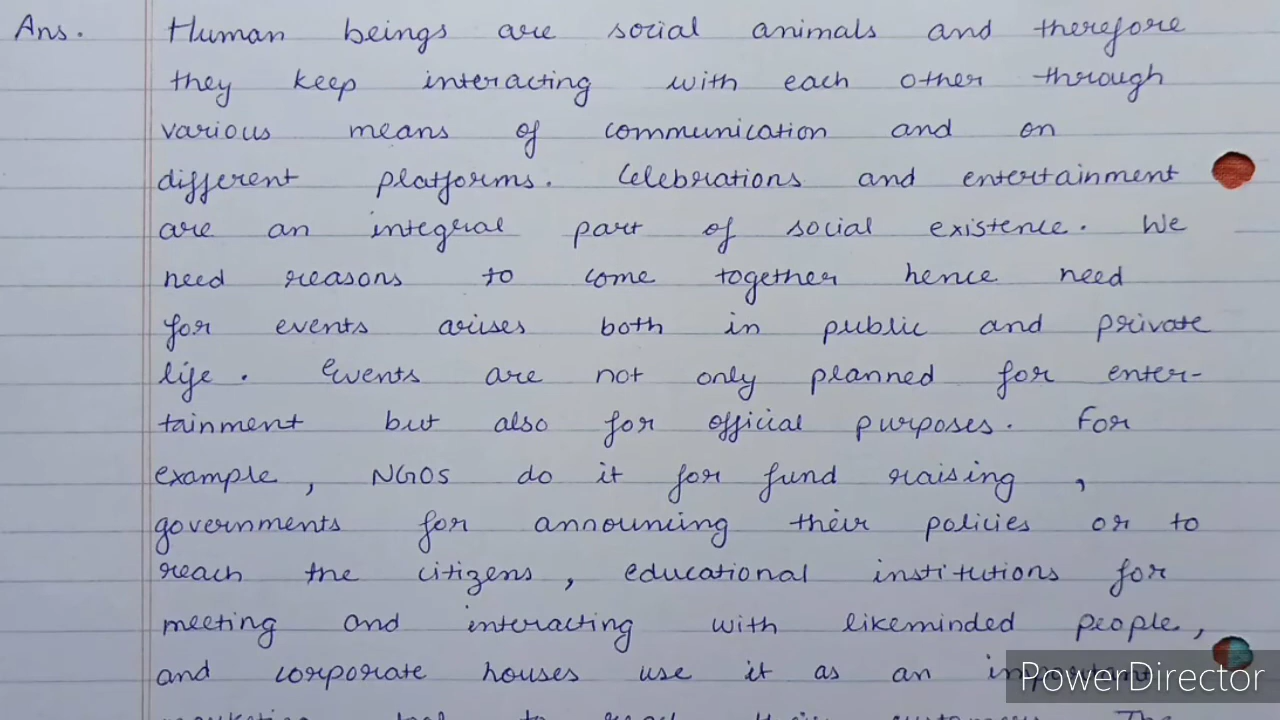 Ans. Human beings are social animals and therefore
they keep interacting with each other through
various means of communication and on
different platforms. Celebrations and entertainment
are an integral part of social existence. We
need reasons to come together hence need
for events arises both in public and private
life. Events are not only planned for enter-
tainment but also for official purposes. For
example, NGOs do it for fund raising,
governments for announcing their policies or to
reach the citizens, educational institutions for
meeting and interacting with likeminded people,
and corporate houses use it as an important
PowerDirector